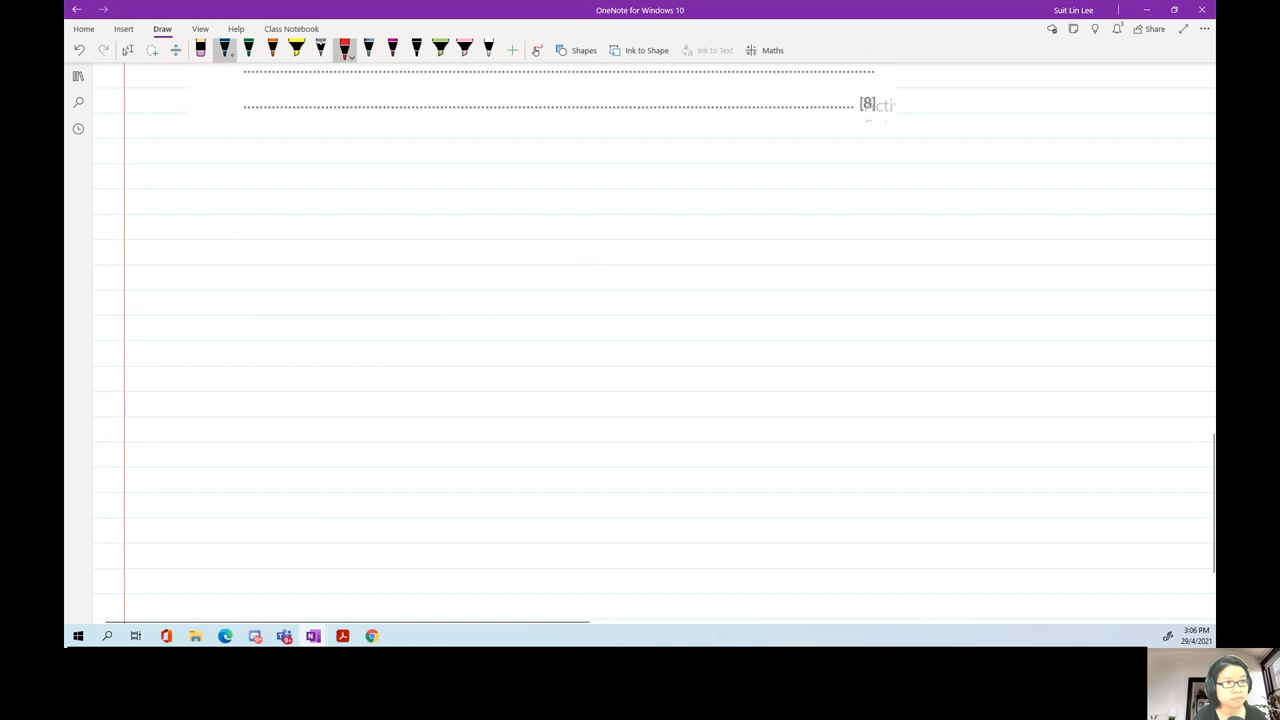 OneNote for Windows 10
Suit Lin Lee
Home Insert Draw View Help Class Notebook
Share
Shapes Ink to Shape Ink to Text Maths
[8]
3:06 PM
29/4/2021